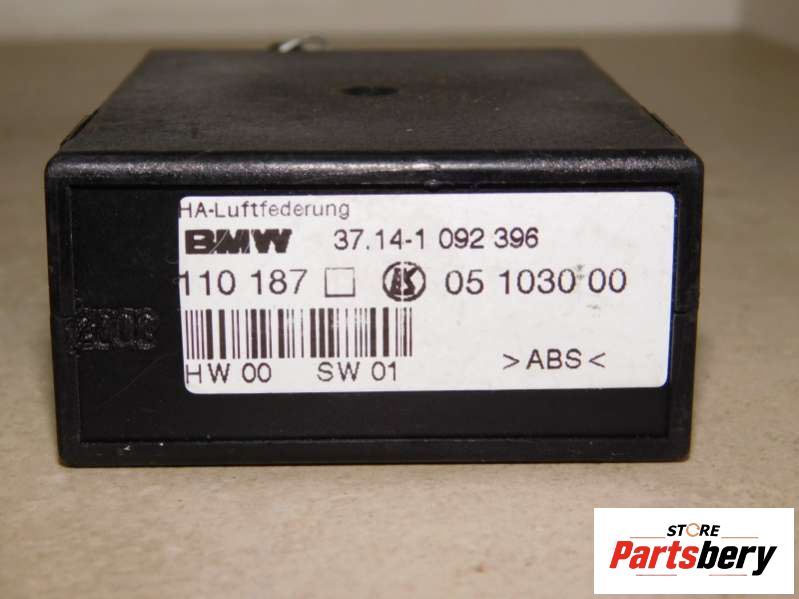 HA-Luftfederung
BMW 37.14-1 092 396
110 187 05 1030 00
HW 00 SW 01
>ABS<
STORE
Partsbery